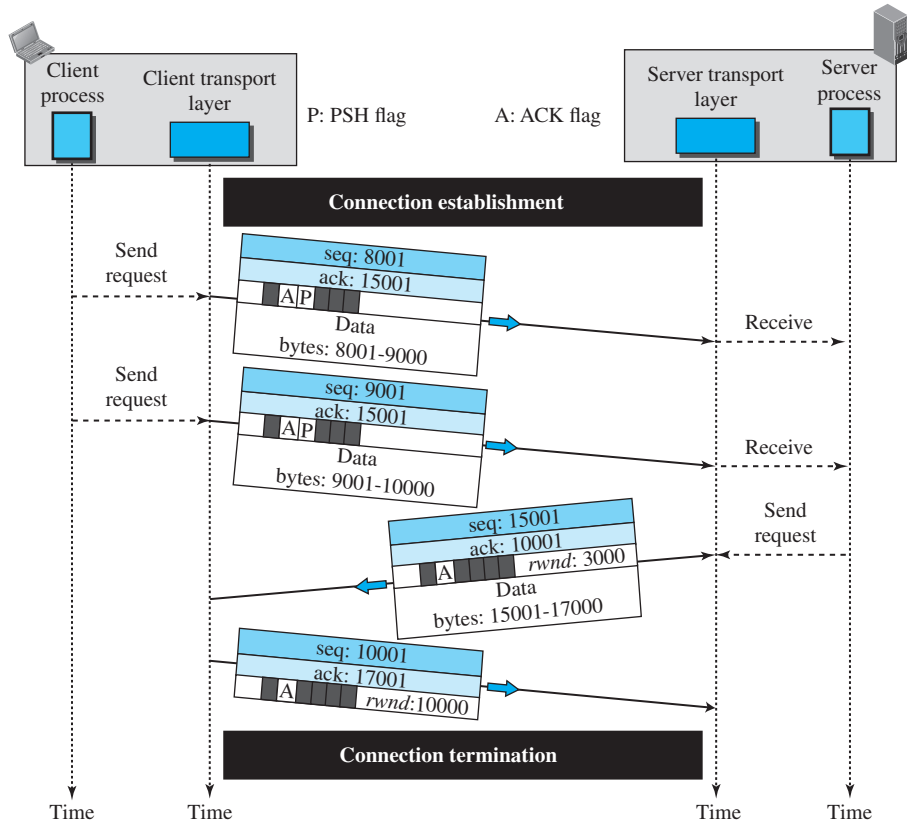 Client
process
Client transport
layer
P: PSH flag
A: ACK flag
Server transport
layer
Server
process
Connection establishment
Send
request
seq: 8001
ack: 15001
A P
Data
bytes: 8001-9000
Receive
Send
request
seq: 9001
ack: 15001
A P
Data
bytes: 9001-10000
Receive
Send
request
seq: 15001
ack: 10001
A rwnd: 3000
Data
bytes: 15001-17000
seq: 10001
ack: 17001
A rwnd:10000
Connection termination
Time
Time
Time
Time